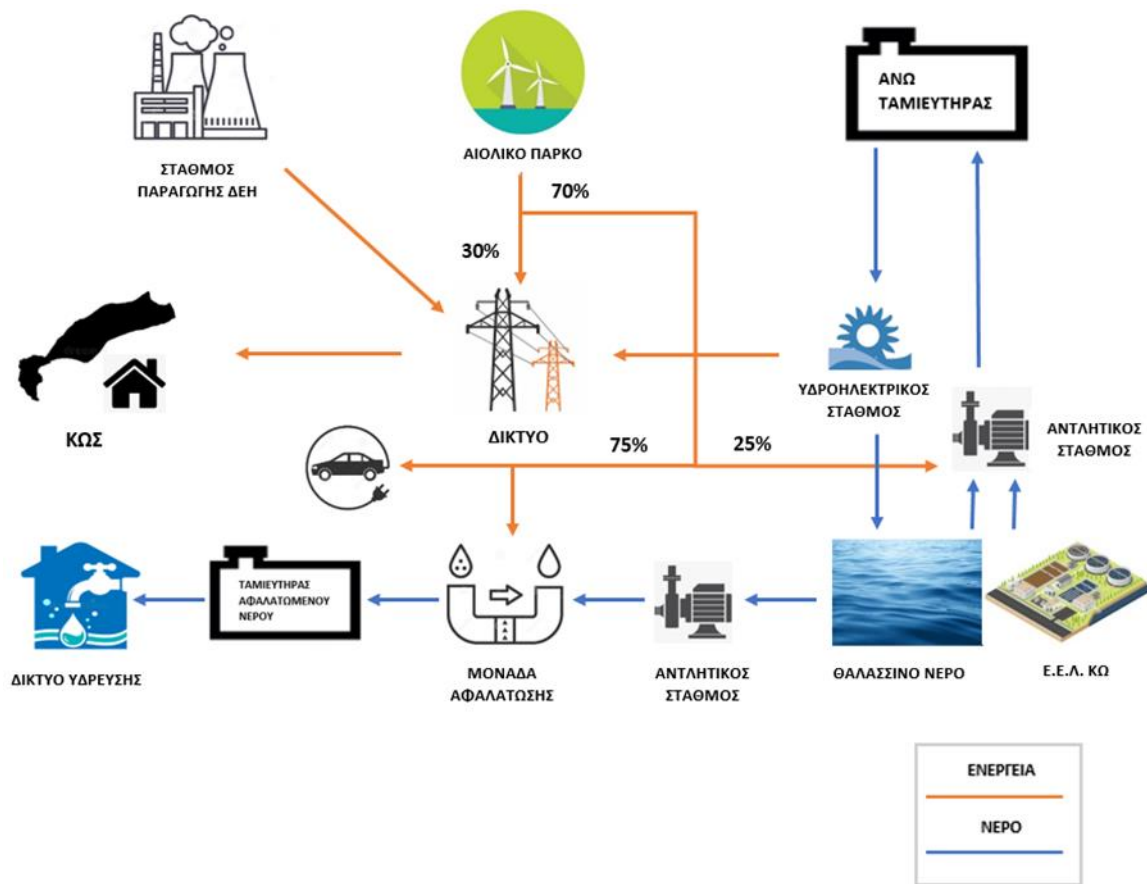 ΣΤΑΘΜΟΣ
ΠΑΡΑΓΩΓΗΣ ΔΕΗ
ΑΙΟΛΙΚΟ ΠΑΡΚΟ
ΑΝΩ
ΤΑΜΙΕΥΤΗΡΑΣ
70%
30%
ΚΩΣ
ΔΙΚΤΥΟ
ΥΔΡΟΗΛΕΚΤΡΙΚΟΣ
ΣΤΑΘΜΟΣ
ΑΝΤΛΗΤΙΚΟΣ
ΣΤΑΘΜΟΣ
75%
25%
ΤΑΜΙΕΥΤΗΡΑΣ
ΑΦΑΛΑΤΩΜΕΝΟΥ
ΝΕΡΟΥ
ΔΙΚΤΥΟ ΥΔΡΕΥΣΗΣ
ΜΟΝΑΔΑ
ΑΦΑΛΑΤΩΣΗΣ
ΑΝΤΛΗΤΙΚΟΣ
ΣΤΑΘΜΟΣ
ΘΑΛΑΣΣΙΝΟ ΝΕΡΟ
Ε.Ε.Λ. ΚΩ
ΕΝΕΡΓΕΙΑ
ΝΕΡΟ